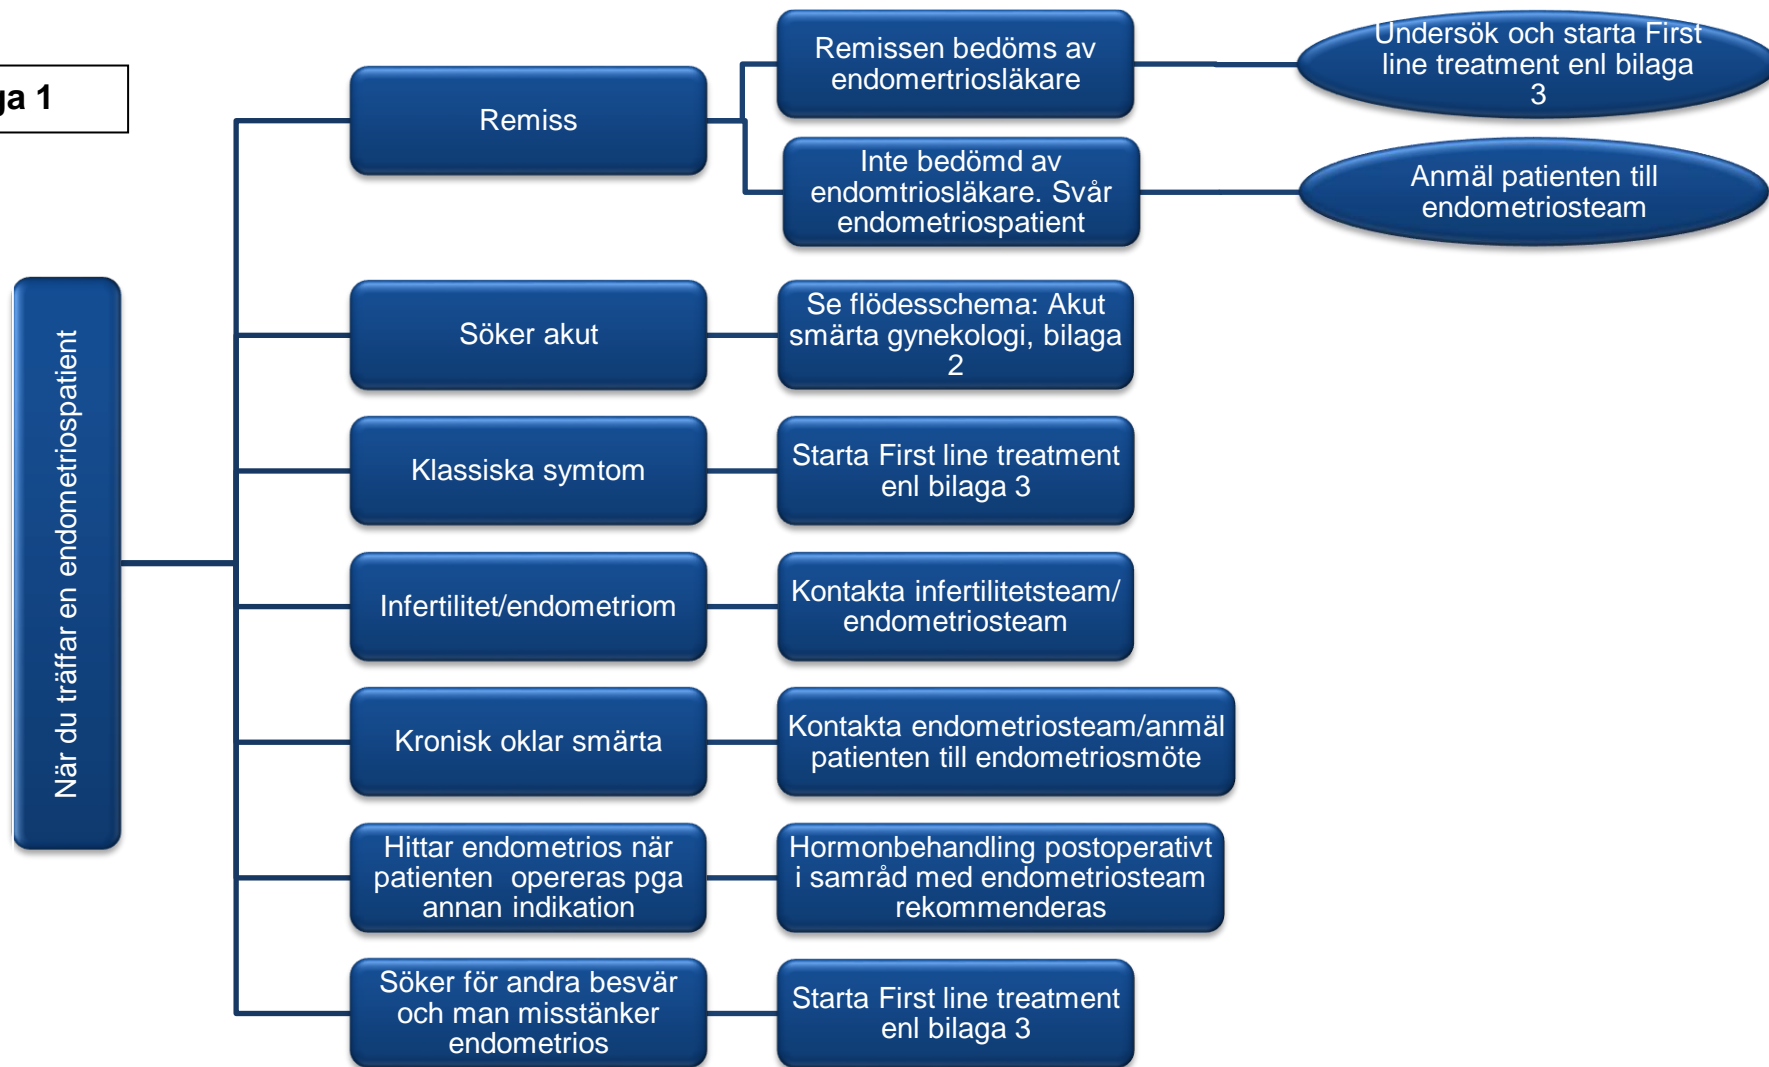 ga 1
När du träffar en endometriospatient
Remiss
Remissen bedöms av
endomertriosläkare
Undersök och starta First
line treatment enl bilaga
3
Inte bedömd av
endomtriosläkare. Svår
endometriospatient
Anmäl patienten till
endometriosteam
Söker akut
Se flödesschema: Akut
smärta gynekologi, bilaga
2
Klassiska symtom
Starta First line treatment
enl bilaga 3
Infertilitet/endometriom
Kontakta infertilitetsteam/
endometriosteam
Kronisk oklar smärta
Kontakta endometriosteam/anmäl
patienten till endometriosmöte
Hittar endometrios när
patienten opereras pga
annan indikation
Hormonbehandling postoperativt
i samråd med endometriosteam
rekommenderas
Söker för andra besvär
och man misstänker
endometrios
Starta First line treatment
enl bilaga 3